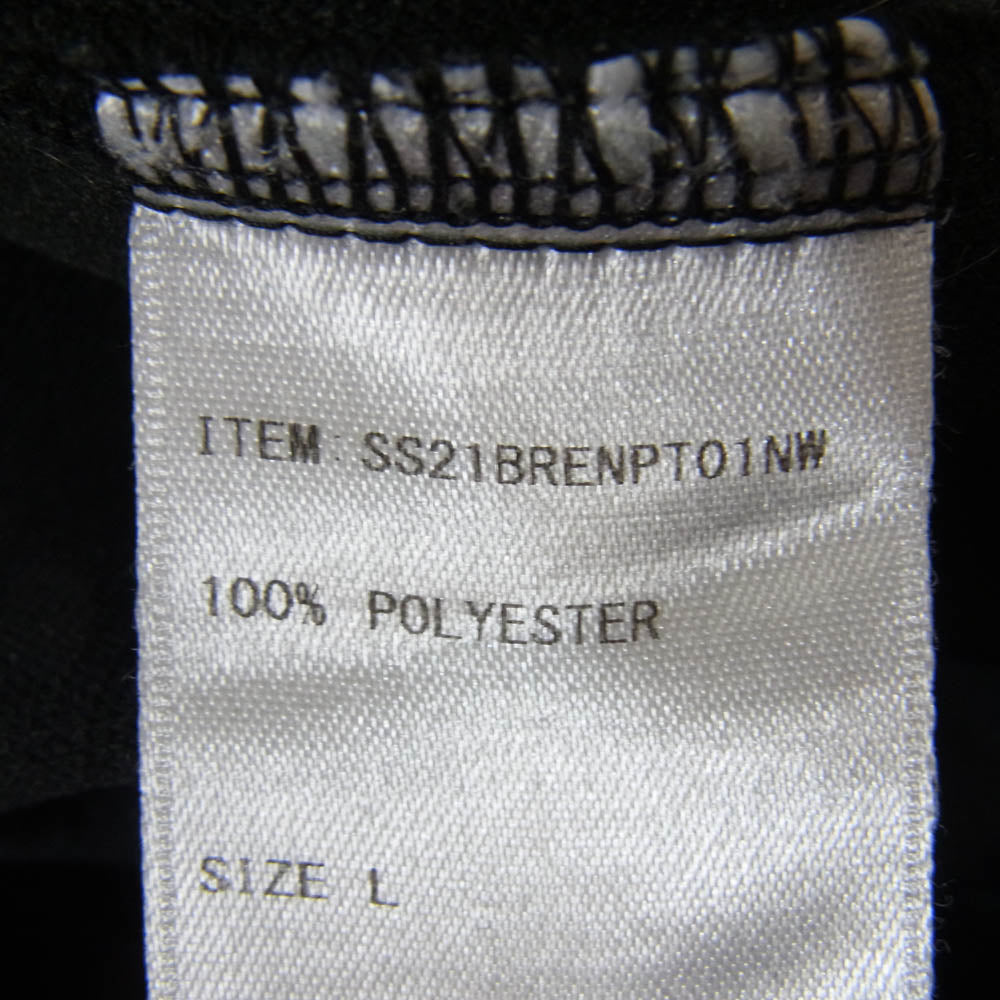 ITEM: SS21BRENPT01NW
100% POLYESTER
SIZE L